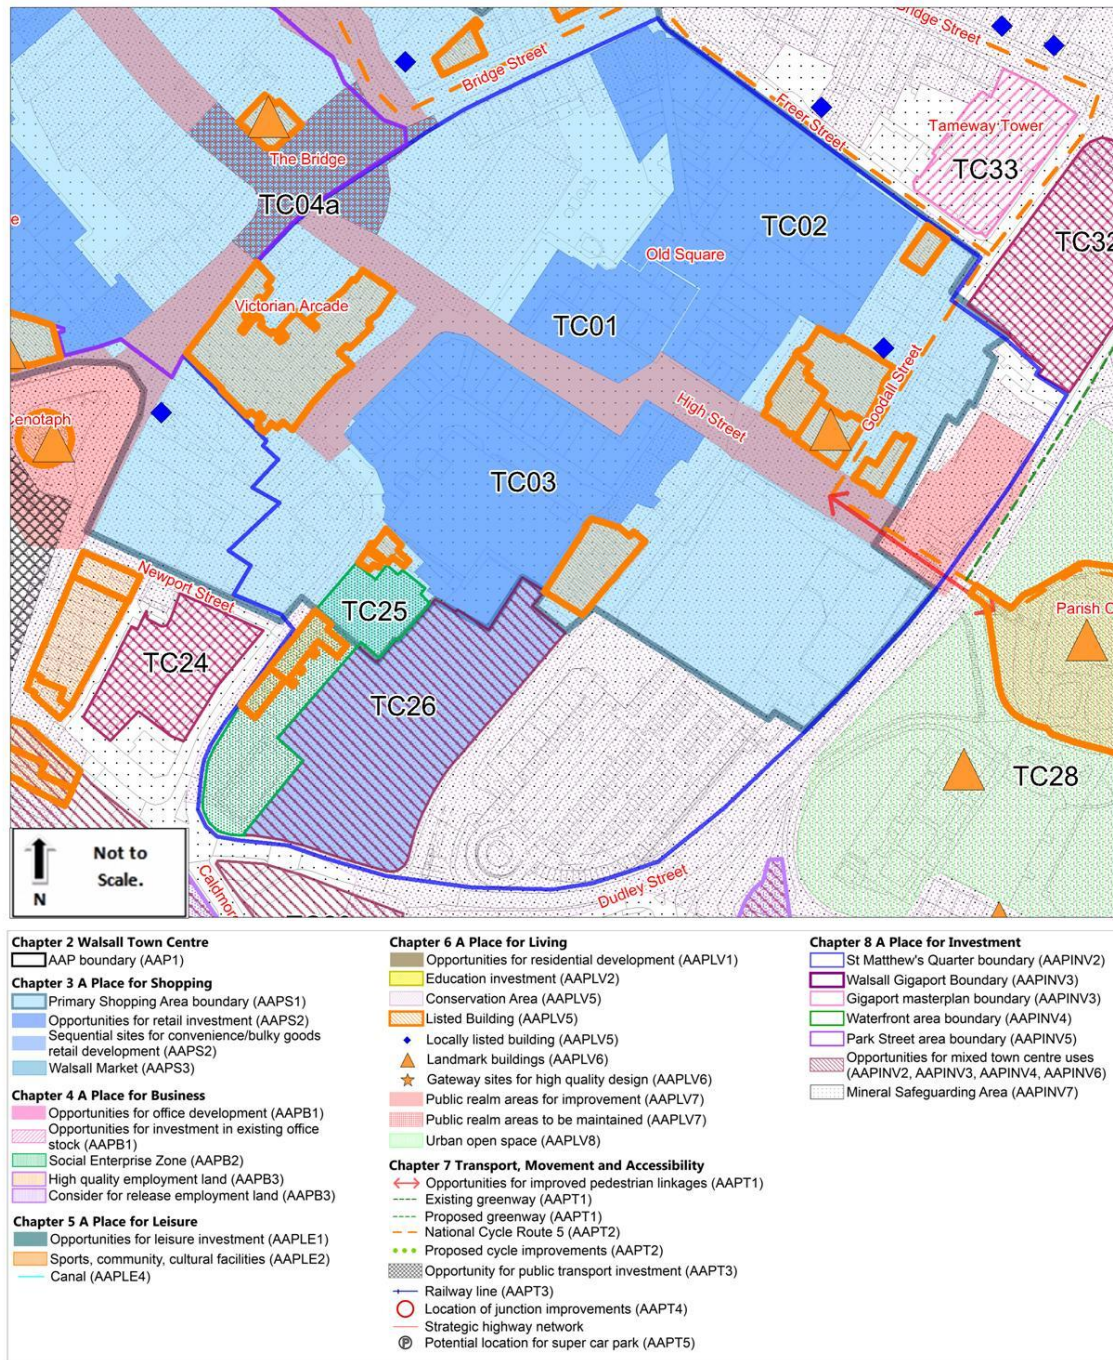 Bridge Street
Bridge Street
Freer Street
Tameway Tower
TC33
The Bridge
TC04a
TC02
TC32
Old Square
Victorian Arcade
TC01
Goodall Street
High Street
Cenotaph
TC03
Newport Street
TC25
Parish C
TC24
TC26
TC28
Not to
Scale.
N
Dudley Street
Caldmor
Chapter 2 Walsall Town Centre
AAP boundary (AAP1)
Chapter 3 A Place for Shopping
Primary Shopping Area boundary (AAPS1)
Opportunities for retail investment (AAPS2)
Sequential sites for convenience/bulky goods
retail development (AAPS2)
Walsall Market (AAPS3)
Chapter 4 A Place for Business
Opportunities for office development (AAPB1)
Opportunities for investment in existing office
stock (AAPB1)
Social Enterprise Zone (AAPB2)
High quality employment land (AAPB3)
Consider for release employment land (AAPB3)
Chapter 5 A Place for Leisure
Opportunities for leisure investment (AAPLE1)
Sports, community, cultural facilities (AAPLE2)
Canal (AAPLE4)
Chapter 6 A Place for Living
Opportunities for residential development (AAPLV1)
Education investment (AAPLV2)
Conservation Area (AAPLV5)
Listed Building (AAPLV5)
Locally listed building (AAPLV5)
Landmark buildings (AAPLV6)
Gateway sites for high quality design (AAPLV6)
Public realm areas for improvement (AAPLV7)
Public realm areas to be maintained (AAPLV7)
Urban open space (AAPLV8)
Chapter 7 Transport, Movement and Accessibility
Opportunities for improved pedestrian linkages (AAPT1)
Existing greenway (AAPT1)
Proposed greenway (AAPT1)
National Cycle Route 5 (AAPT2)
Proposed cycle improvements (AAPT2)
Opportunity for public transport investment (AAPT3)
Railway line (AAPT3)
Location of junction improvements (AAPT4)
Strategic highway network
P Potential location for super car park (AAPT5)
Chapter 8 A Place for Investment
St Matthew's Quarter boundary (AAPINV2)
Walsall Gigaport Boundary (AAPINV3)
Gigaport masterplan boundary (AAPINV3)
Waterfront area boundary (AAPINV4)
Park Street area boundary (AAPINV5)
Opportunities for mixed town centre uses
(AAPINV2, AAPINV3, AAPINV4, AAPINV6)
Mineral Safeguarding Area (AAPINV7)